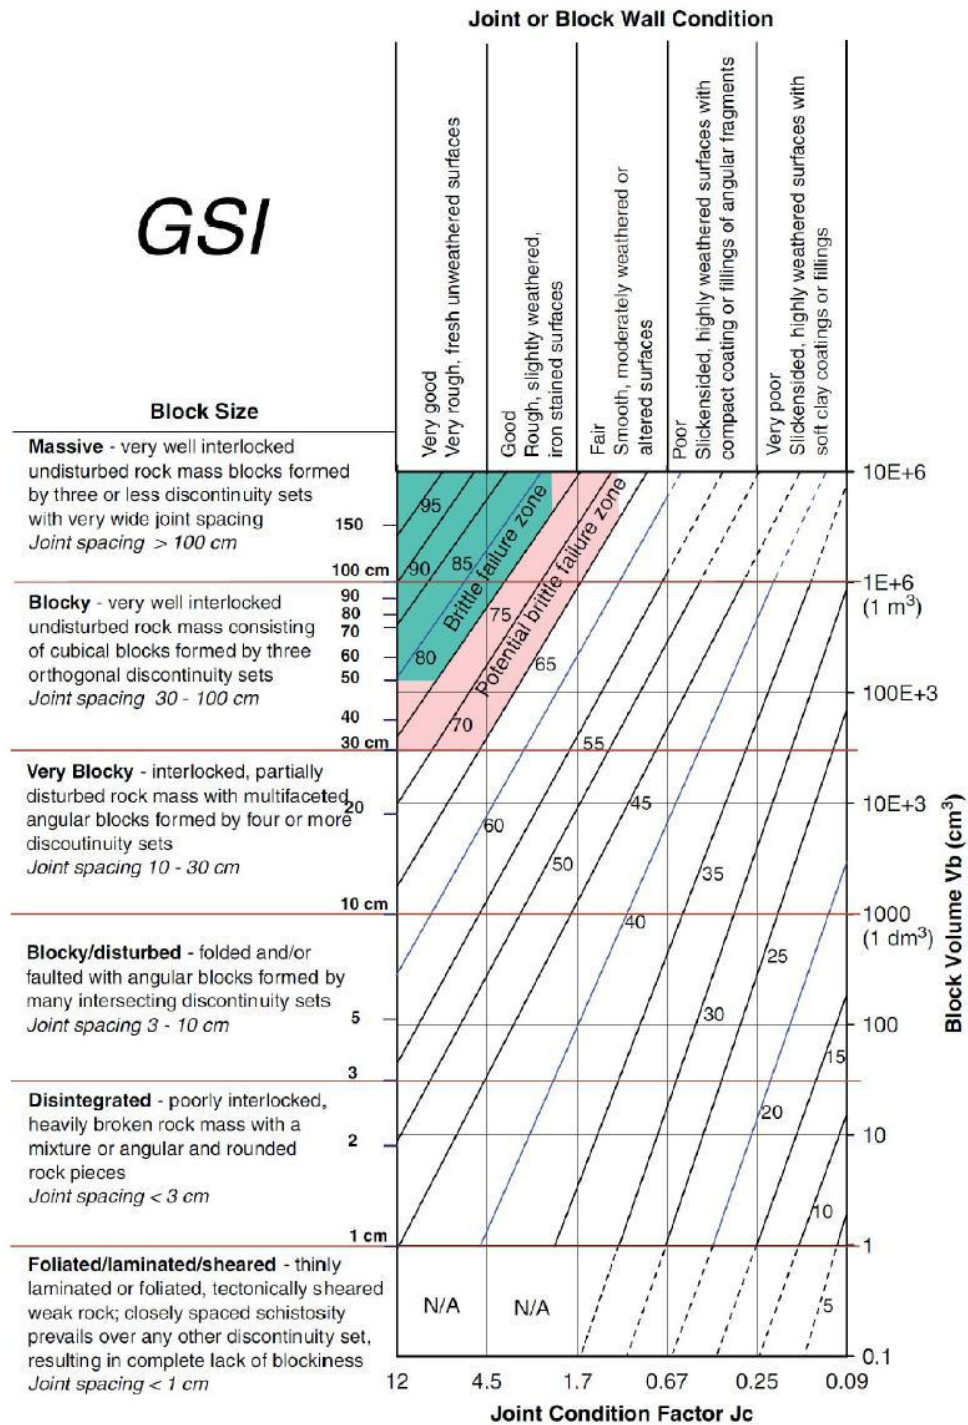 Joint or Block Wall Condition
GSI
Very good
Very rough, fresh unweathered surfaces
Good
Rough, slightly weathered,
iron stained surfaces
Fair
Smooth, moderately weathered or
altered surfaces
Poor
Slickensided, highly weathered surfaces with
compact coating or fillings of angular fragments
Very poor
Slickensided, highly weathered surfaces with
soft clay coatings or fillings
Block Size
Massive - very well interlocked
undisturbed rock mass blocks formed
by three or less discontinuity sets
with very wide joint spacing
Joint spacing > 100 cm
Blocky - very well interlocked
undisturbed rock mass consisting
of cubical blocks formed by three
orthogonal discontinuity sets
Joint spacing 30 - 100 cm
Very Blocky - interlocked, partially
disturbed rock mass with multifaceted
angular blocks formed by four or more
discoutinuity sets
Joint spacing 10 - 30 cm
Blocky/disturbed - folded and/or
faulted with angular blocks formed by
many intersecting discontinuity sets
Joint spacing 3 - 10 cm
Disintegrated - poorly interlocked,
heavily broken rock mass with a
mixture or angular and rounded
rock pieces
Joint spacing < 3 cm
Foliated/laminated/sheared - thinly
laminated or foliated, tectonically sheared
weak rock; closely spaced schistosity
prevails over any other discontinuity set,
resulting in complete lack of blockiness
Joint spacing < 1 cm
150
100 cm
90
80
70
60
50
40
30 cm
20
10 cm
5
3
2
1 cm
95
90
85
80
Brittle failure zone
75
Potential brittle failure zone
70
65
60
55
50
45
40
35
30
25
20
15
10
5
N/A
N/A
10E+6
1E+6
(1 m³)
100E+3
10E+3
1000
(1 dm³)
100
10
1
0.1
Block Volume Vb (cm³)
12
4.5
1.7
0.67
0.25
0.09
Joint Condition Factor Jc